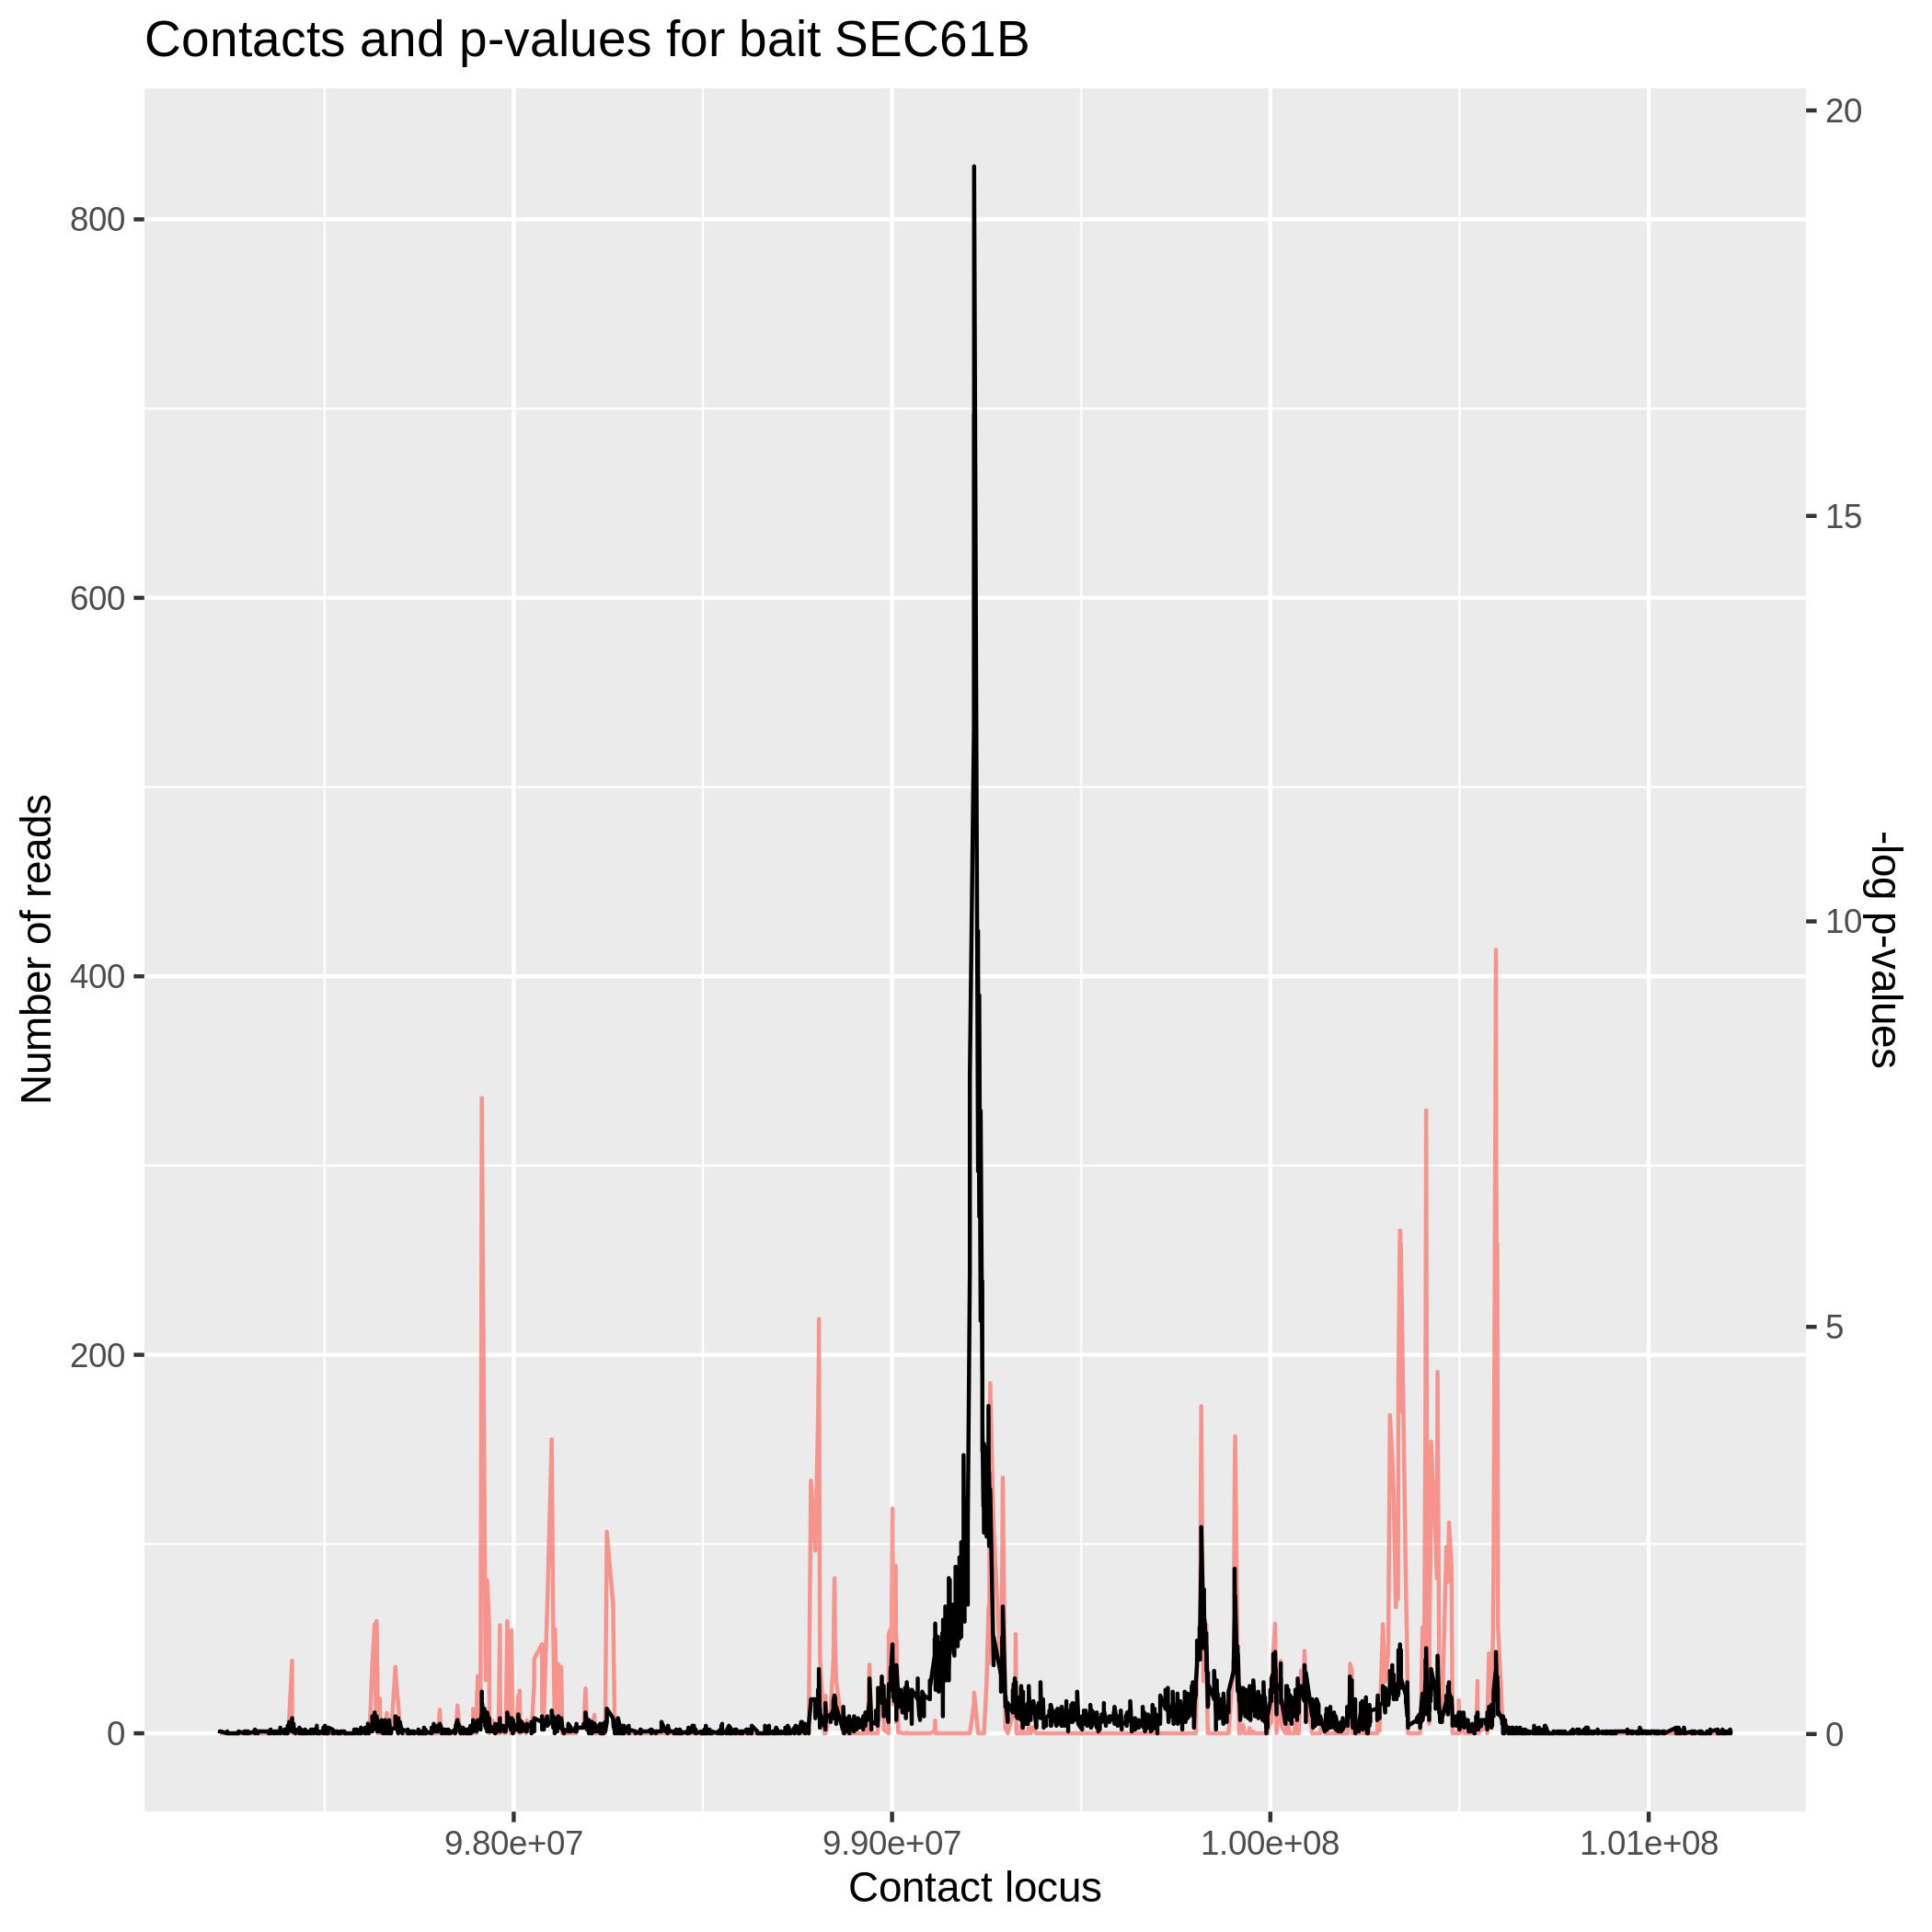 Contacts and p-values for bait SEC61B
Number of reads
800
600
400
200
0
20
15
10
5
0
-log p-values
9.80e+07
9.90e+07
1.00e+08
1.01e+08
Contact locus